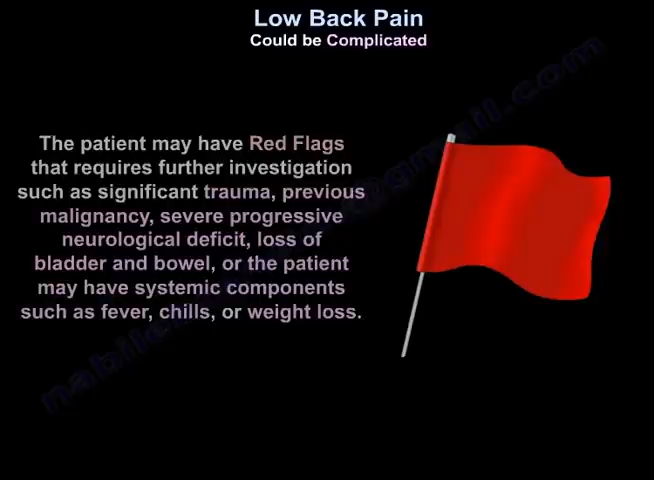 Low Back Pain
Could be Complicated
The patient may have Red Flags
that requires further investigation
such as significant trauma, previous
malignancy, severe progressive
neurological deficit, loss of
bladder and bowel, or the patient
may have systemic components
such as fever, chills, or weight loss.